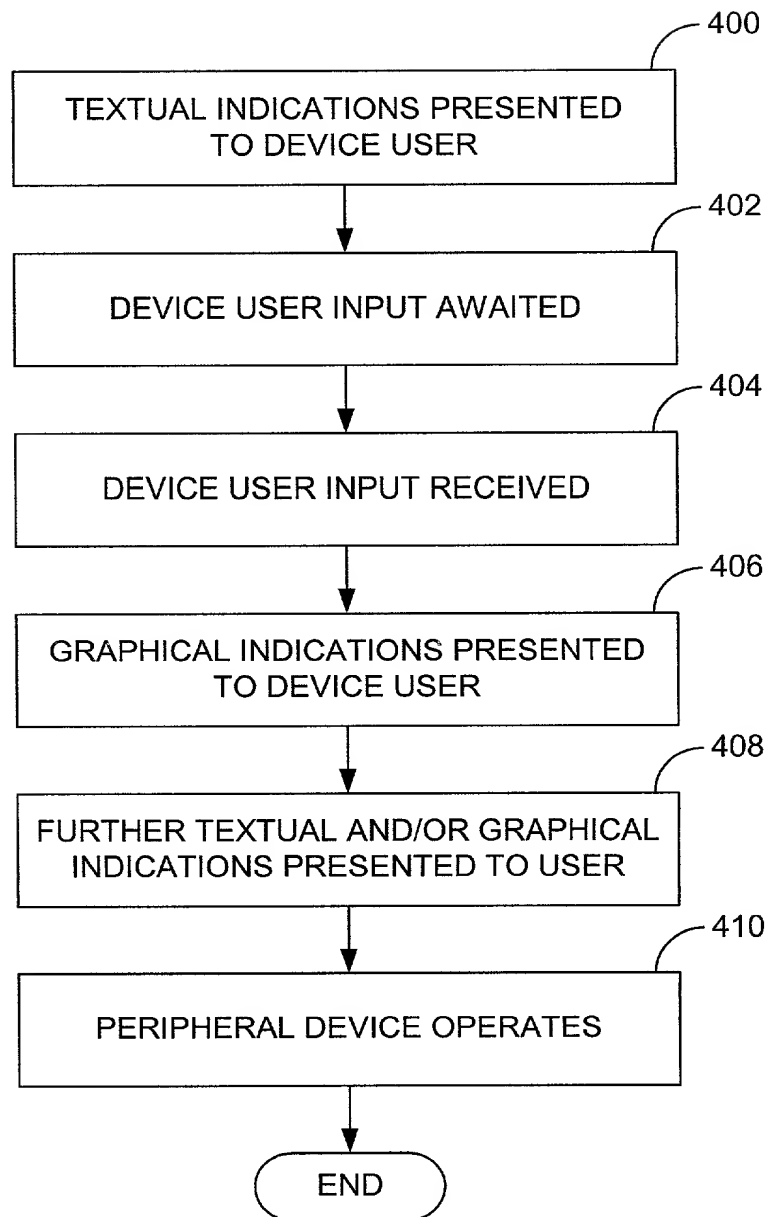 400
TEXTUAL INDICATIONS PRESENTED
TO DEVICE USER
402
DEVICE USER INPUT AWAITED
404
DEVICE USER INPUT RECEIVED
406
GRAPHICAL INDICATIONS PRESENTED
TO DEVICE USER
408
FURTHER TEXTUAL AND/OR GRAPHICAL
INDICATIONS PRESENTED TO USER
410
PERIPHERAL DEVICE OPERATES
END